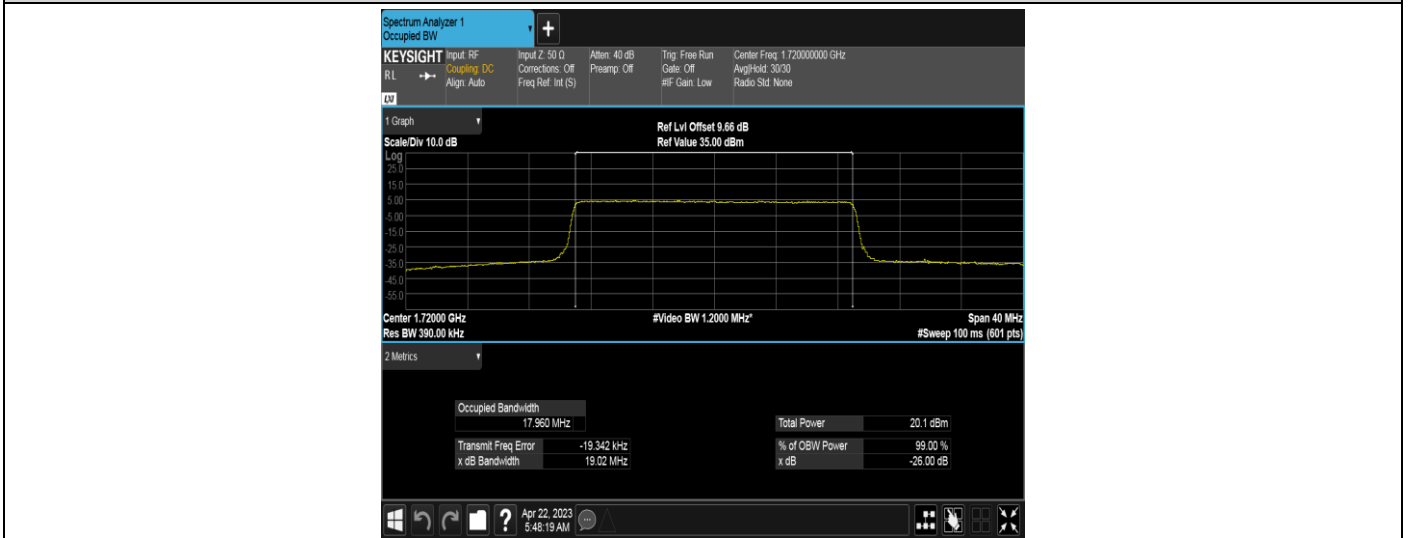 Spectrum Analyzer 1
Occupied BW
+
KEYSIGHT Input: RF Input Z: 50 Ω Atten: 40 dB Trig: Free Run Center Freq: 1.720000000 GHz
Coupling: DC Corrections: Off Preamp: Off Gate: Off Avg|Hold: 30/30
RL Align: Auto Freq Ref: Int (S) #IF Gain: Low Radio Std: None
LXI
1 Graph
Ref Lvl Offset 9.66 dB
Scale/Div 10.0 dB Ref Value 35.00 dBm
Log
25.0
15.0
5.00
-5.00
-15.0
-25.0
-35.0
-45.0
-55.0
Center 1.72000 GHz #Video BW 1.2000 MHz* Span 40 MHz
Res BW 390.00 kHz #Sweep 100 ms (601 pts)
2 Metrics
Occupied Bandwidth
17.960 MHz Total Power 20.1 dBm
Transmit Freq Error -19.342 kHz % of OBW Power 99.00 %
x dB Bandwidth 19.02 MHz x dB -26.00 dB
? Apr 22, 2023
5:48:19 AM